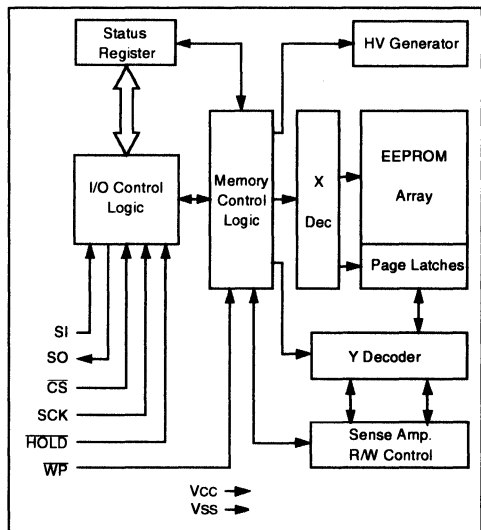 Status
Register
HV Generator
I/O Control
Logic
Memory
Control
Logic
X
Dec
EEPROM
Array
Page Latches
SI
SO
CS
SCK
HOLD
WP
Y Decoder
Sense Amp.
R/W Control
VCC
VSS